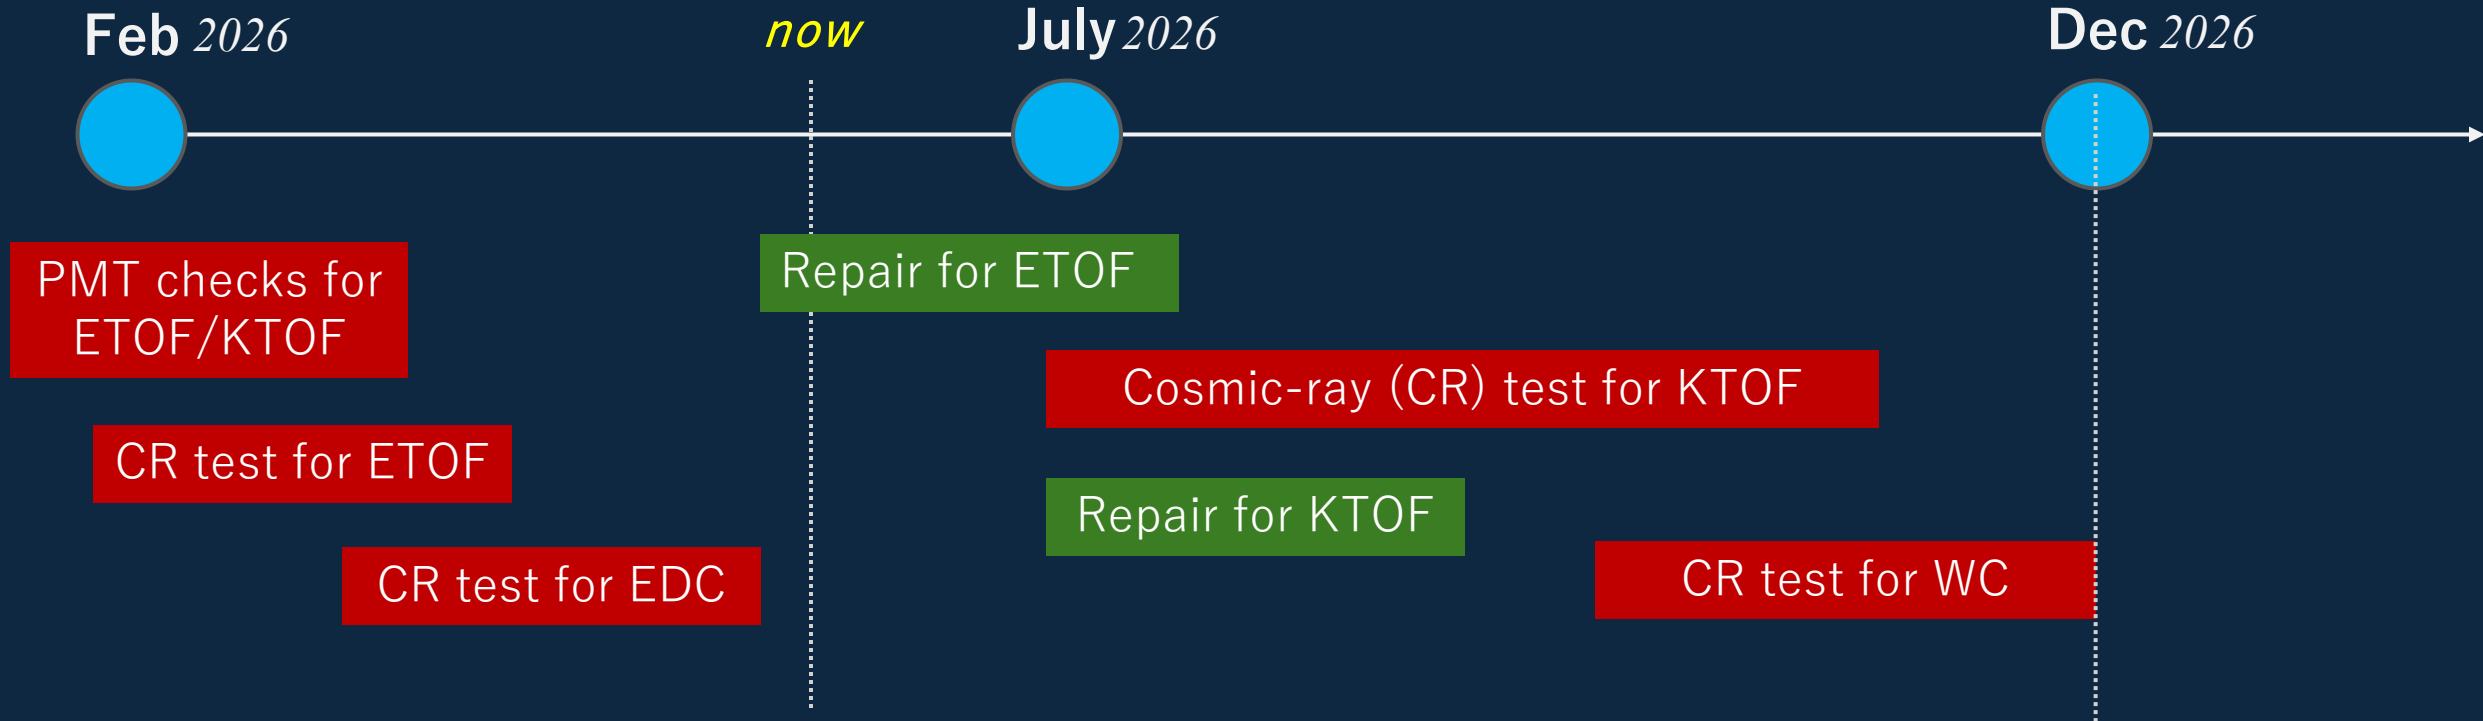 Feb 2026
now
July 2026
Dec 2026
PMT checks for
ETOF/KTOF
Repair for ETOF
Cosmic-ray (CR) test for KTOF
CR test for ETOF
Repair for KTOF
CR test for EDC
CR test for WC